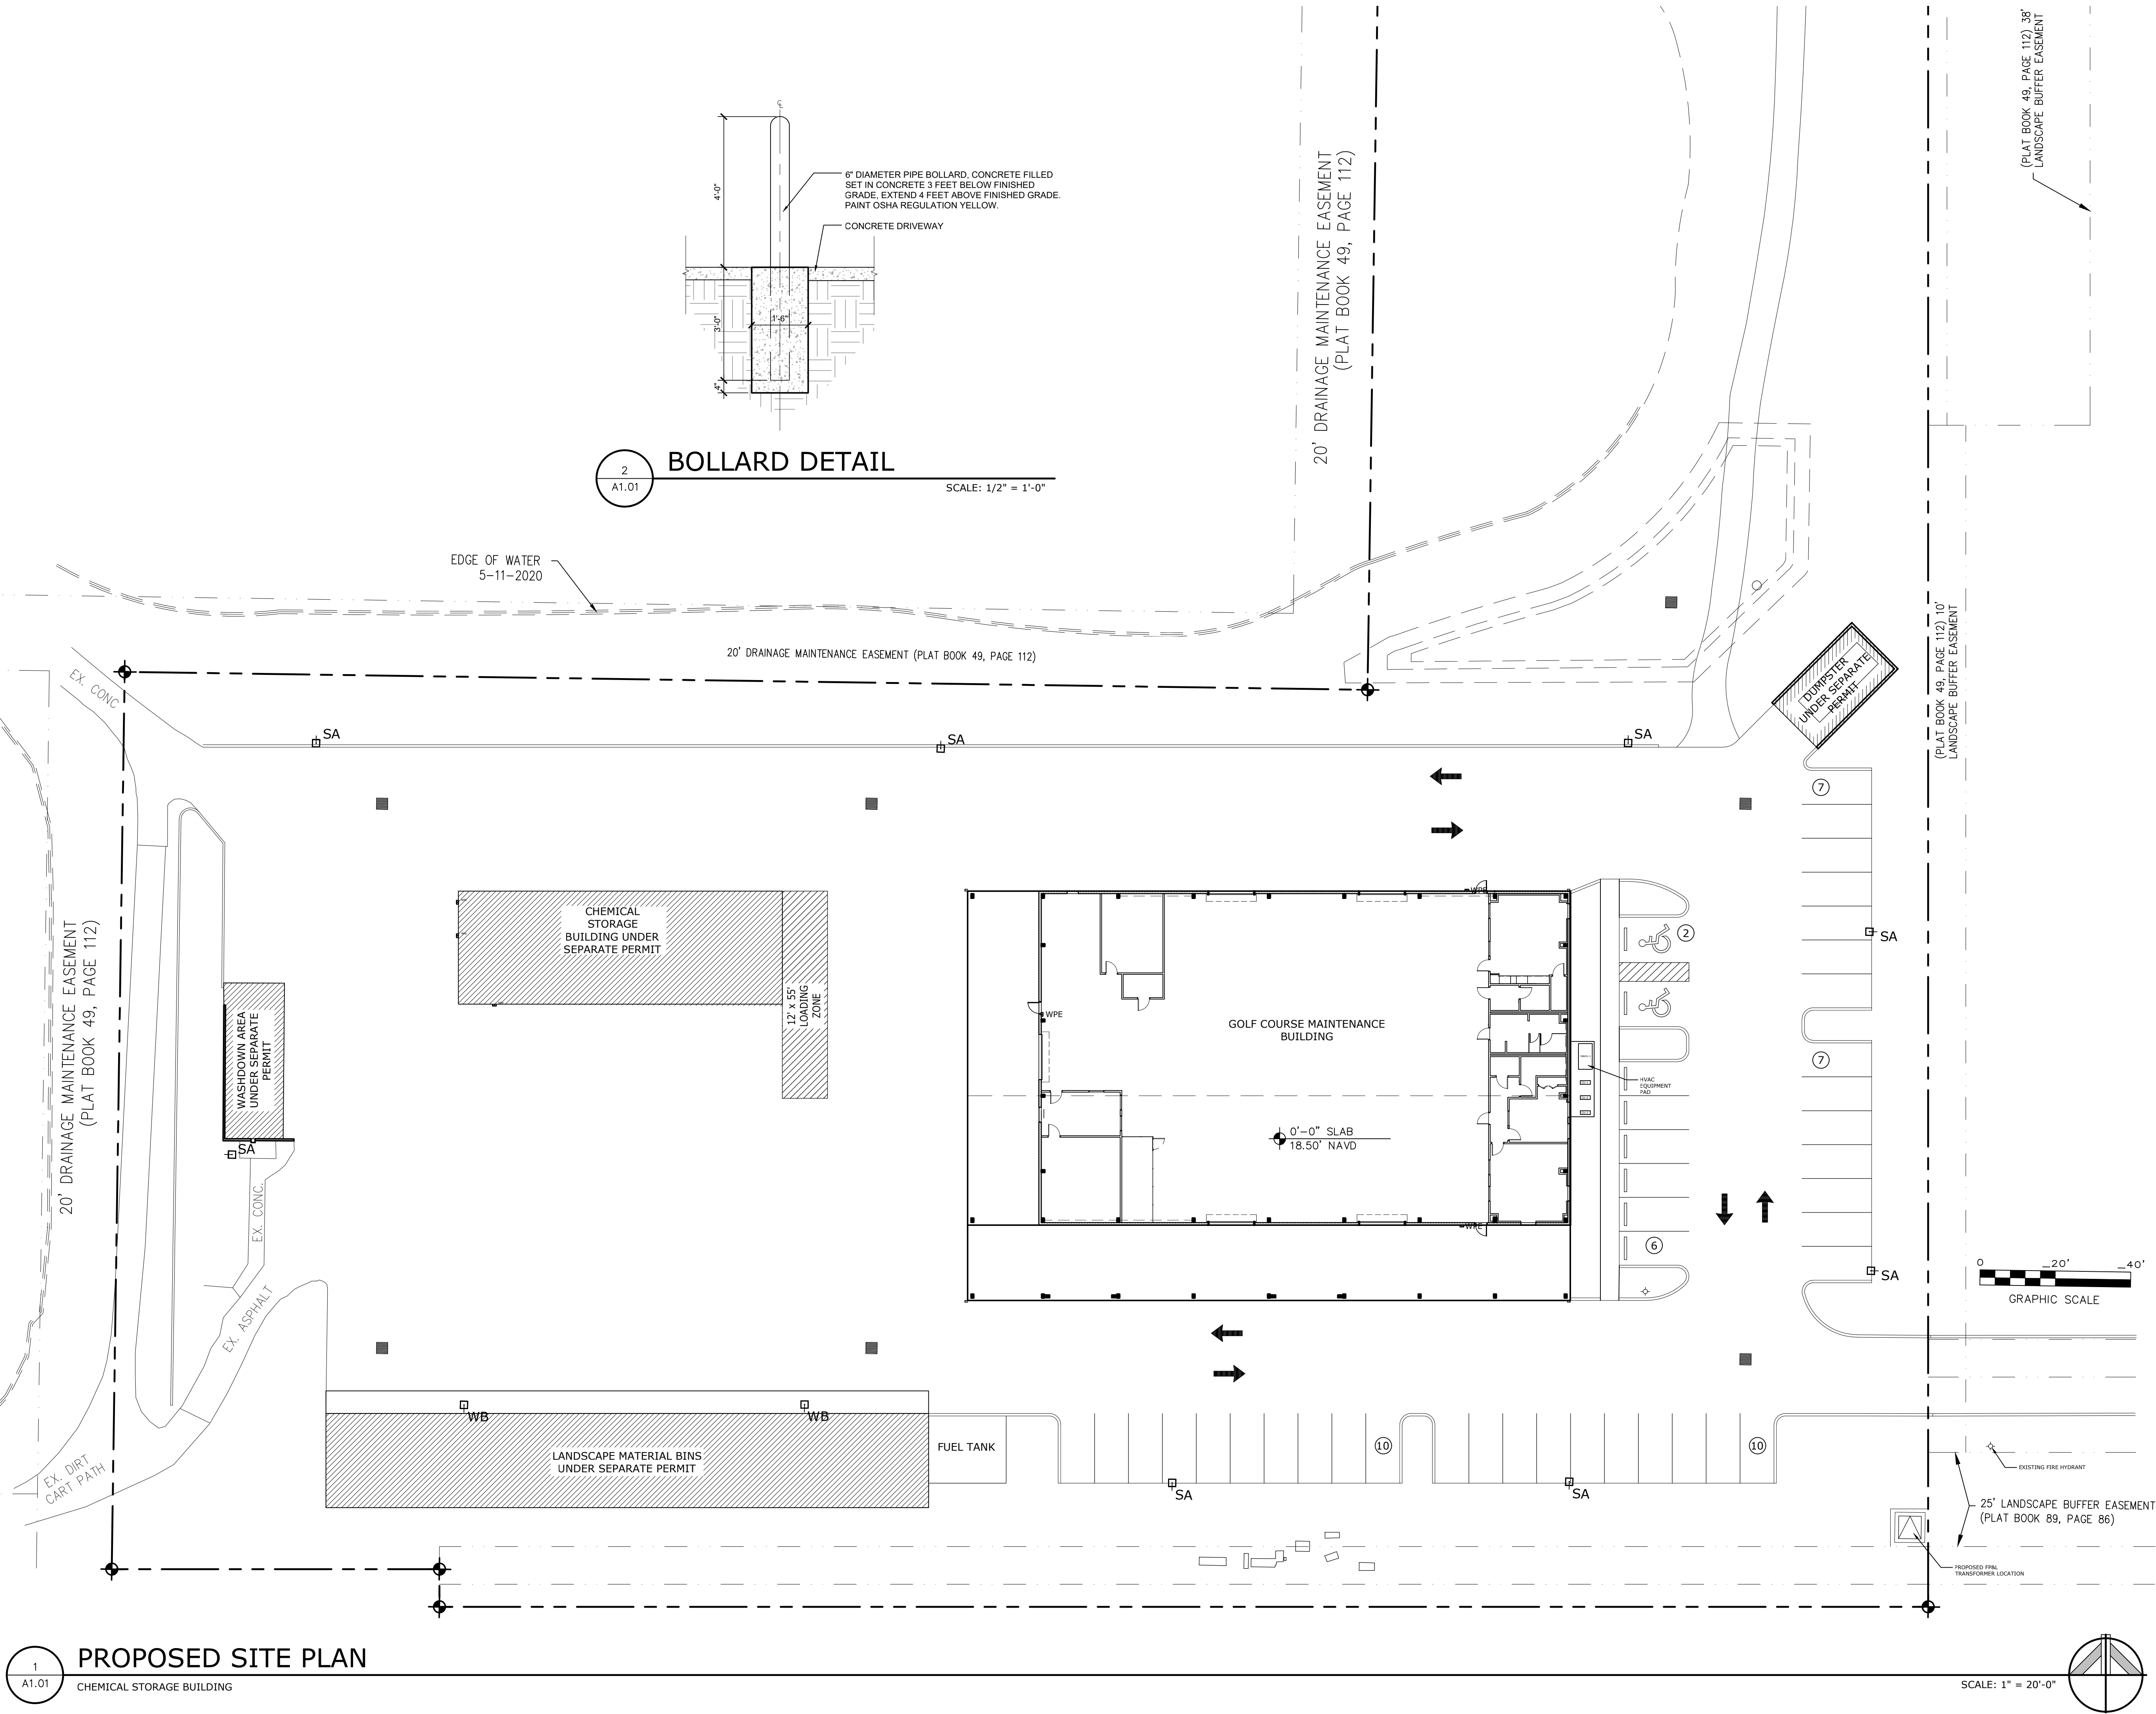 (PLAT BOOK 49, PAGE 112) 38'
LANDSCAPE BUFFER EASEMENT
℄
4'-0"
6" DIAMETER PIPE BOLLARD, CONCRETE FILLED
SET IN CONCRETE 3 FEET BELOW FINISHED
GRADE, EXTEND 4 FEET ABOVE FINISHED GRADE.
PAINT OSHA REGULATION YELLOW.
CONCRETE DRIVEWAY
3'-0"
1'-6"
4"
2
A1.01
BOLLARD DETAIL
SCALE: 1/2" = 1'-0"
20' DRAINAGE MAINTENANCE EASEMENT
(PLAT BOOK 49, PAGE 112)
EDGE OF WATER
5-11-2020
20' DRAINAGE MAINTENANCE EASEMENT (PLAT BOOK 49, PAGE 112)
(PLAT BOOK 49, PAGE 112) 10'
LANDSCAPE BUFFER EASEMENT
DUMPSTER
UNDER SEPARATE
PERMIT
EX. CONC
SA
SA
SA
7
CHEMICAL
STORAGE
BUILDING UNDER
SEPARATE PERMIT
12' x 55'
LOADING
ZONE
WPE
2
SA
20' DRAINAGE MAINTENANCE EASEMENT
(PLAT BOOK 49, PAGE 112)
WASHDOWN AREA
UNDER SEPARATE
PERMIT
SA
WPE
GOLF COURSE MAINTENANCE
BUILDING
7
HVAC
EQUIPMENT
PAD
0'-0" SLAB
18.50' NAVD
EX. CONC.
WPE
6
SA
0
20'
40'
GRAPHIC SCALE
EX. ASPHALT
WB
WB
LANDSCAPE MATERIAL BINS
UNDER SEPARATE PERMIT
FUEL TANK
10
10
EX. DIRT
CART PATH
SA
SA
EXISTING FIRE HYDRANT
25' LANDSCAPE BUFFER EASEMENT
(PLAT BOOK 89, PAGE 86)
PROPOSED FP&L
TRANSFORMER LOCATION
1
A1.01
PROPOSED SITE PLAN
CHEMICAL STORAGE BUILDING
SCALE: 1" = 20'-0"